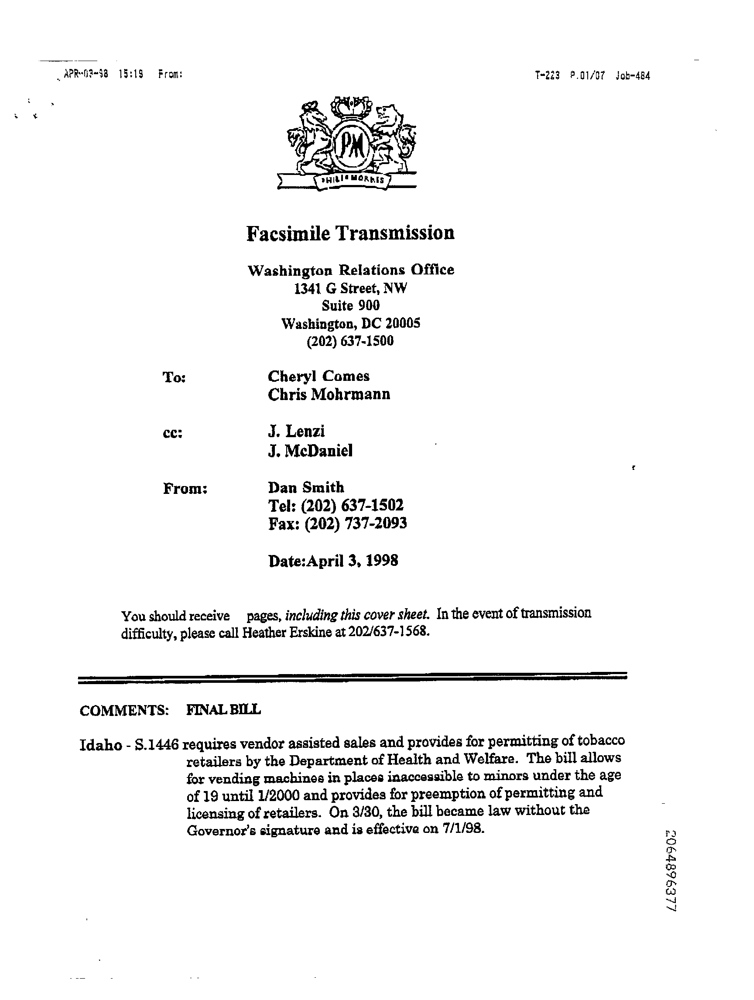 APR-03-98 15:19 From: T-223 P.01/07 Job-484
PM
PHILIP MORRIS
Facsimile Transmission
Washington Relations Office
1341 G Street, NW
Suite 900
Washington, DC 20005
(202) 637-1500
To: Cheryl Comes
Chris Mohrmann
cc: J. Lenzi
J. McDaniel
From: Dan Smith
Tel: (202) 637-1502
Fax: (202) 737-2093
Date:April 3, 1998
You should receive pages, including this cover sheet. In the event of transmission
difficulty, please call Heather Erskine at 202/637-1568.
COMMENTS: FINAL BILL
Idaho - S.1446 requires vendor assisted sales and provides for permitting of tobacco
retailers by the Department of Health and Welfare. The bill allows
for vending machines in places inaccessible to minors under the age
of 19 until 1/2000 and provides for preemption of permitting and
licensing of retailers. On 3/30, the bill became law without the
Governor's signature and is effective on 7/1/98.
2064896377